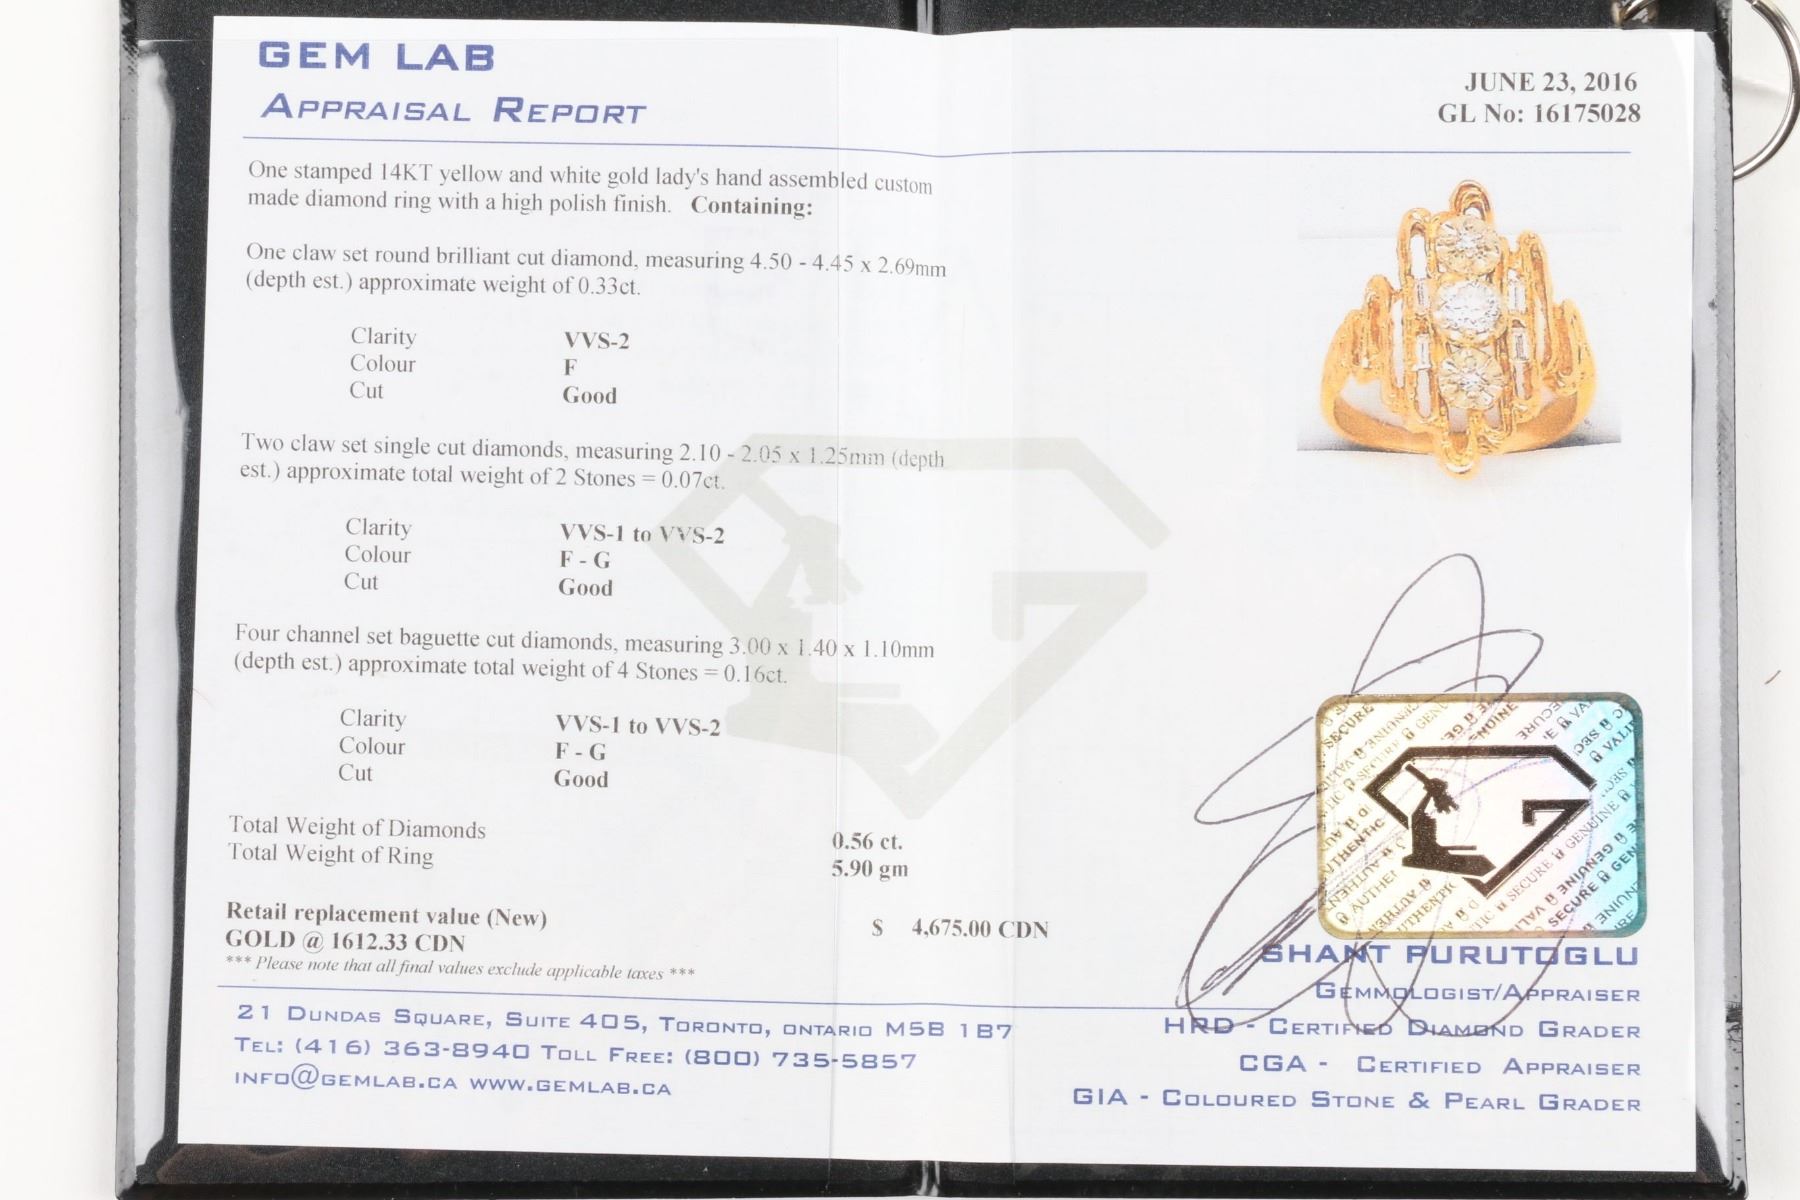 GEM LAB
APPRAISAL REPORT
JUNE 23, 2016
GL No: 16175028
One stamped 14KT yellow and white gold lady's hand assembled custom
made diamond ring with a high polish finish. Containing:
One claw set round brilliant cut diamond, measuring 4.50 - 4.45 x 2.69mm
(depth est.) approximate weight of 0.33ct.
Clarity VVS-2
Colour F
Cut Good
Two claw set single cut diamonds, measuring 2.10 - 2.05 x 1.25mm (depth
est.) approximate total weight of 2 Stones = 0.07ct.
Clarity VVS-1 to VVS-2
Colour F - G
Cut Good
Four channel set baguette cut diamonds, measuring 3.00 x 1.40 x 1.10mm
(depth est.) approximate total weight of 4 Stones = 0.16ct.
Clarity VVS-1 to VVS-2
Colour F - G
Cut Good
Total Weight of Diamonds 0.56 ct.
Total Weight of Ring 5.90 gm
Retail replacement value (New) $ 4,675.00 CDN
GOLD @ 1612.33 CDN
*** Please note that all final values exclude applicable taxes ***
21 DUNDAS SQUARE, SUITE 405, TORONTO, ONTARIO M5B 1B7
TEL: (416) 363-8940 TOLL FREE: (800) 735-5857
INFO@GEMLAB.CA WWW.GEMLAB.CA
SHANT PURUTOGLU
GEMMOLOGIST/APPRAISER
HRD - CERTIFIED DIAMOND GRADER
CGA - CERTIFIED APPRAISER
GIA - COLOURED STONE & PEARL GRADER